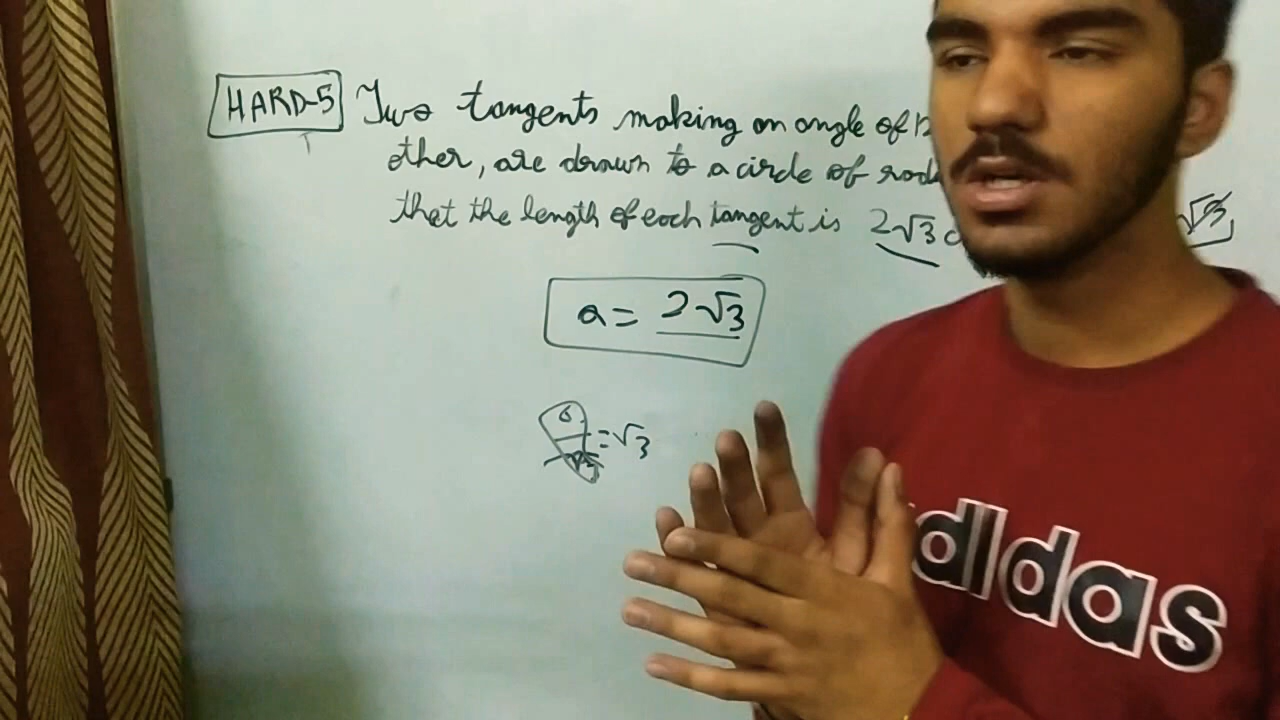 HARD-5 Two tangents making an angle of
other, are drawn to a circle of
that the length of each tangent is 2√3
a = 2√3
6
= √3
adidas